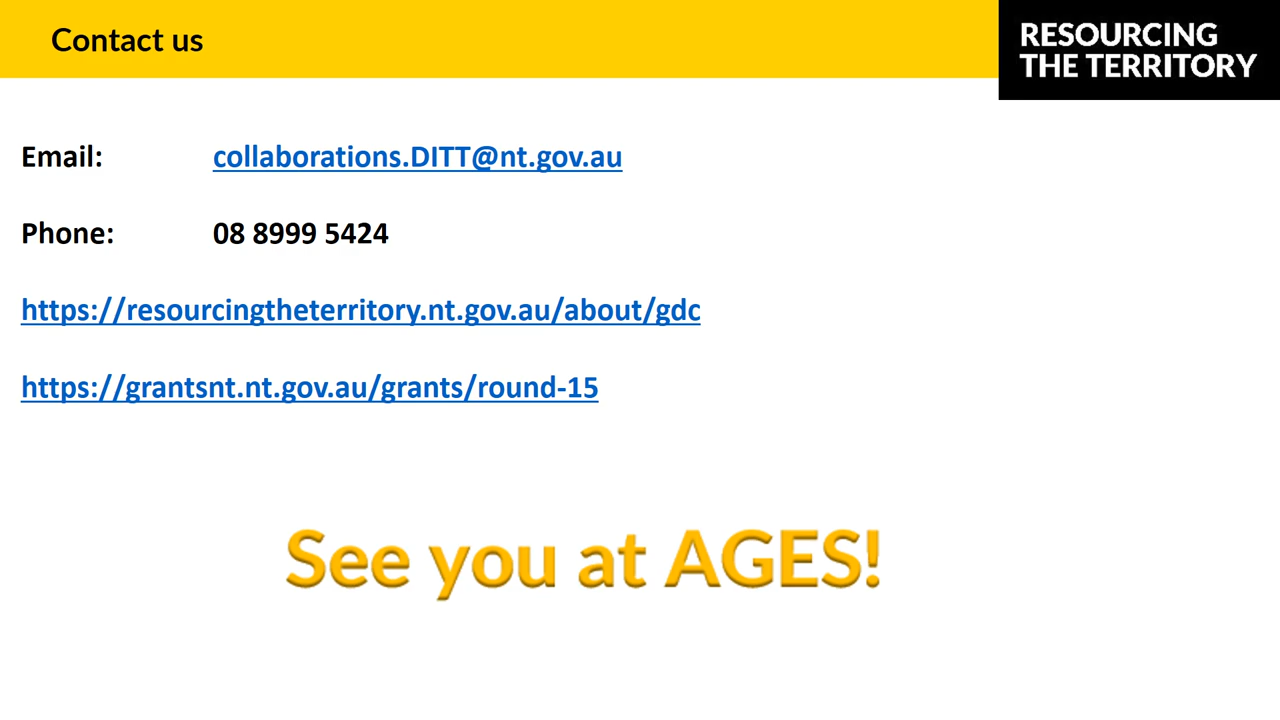 Contact us
RESOURCING
THE TERRITORY
Email: collaborations.DITT@nt.gov.au
Phone: 08 8999 5424
https://resourcingtheterritory.nt.gov.au/about/gdc
https://grantsnt.nt.gov.au/grants/round-15
See you at AGES!